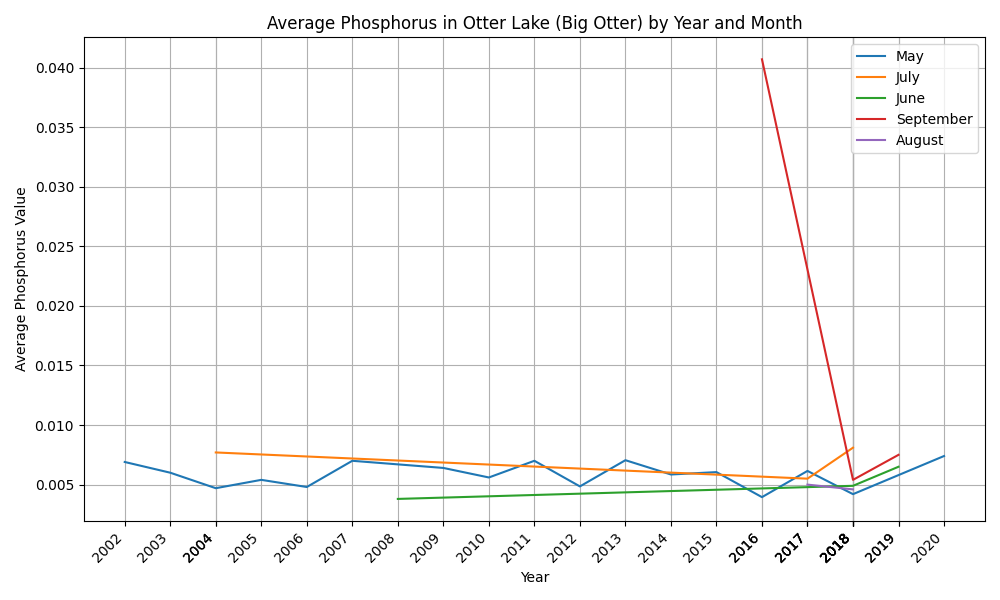 Average Phosphorus in Otter Lake (Big Otter) by Year and Month
0.040
0.035
0.030
0.025
0.020
0.015
0.010
0.005
Average Phosphorus Value
May
July
June
September
August
2002 2003 2004 2005 2006 2007 2008 2009 2010 2011 2012 2013 2014 2015 2016 2017 2018 2019 2020
Year